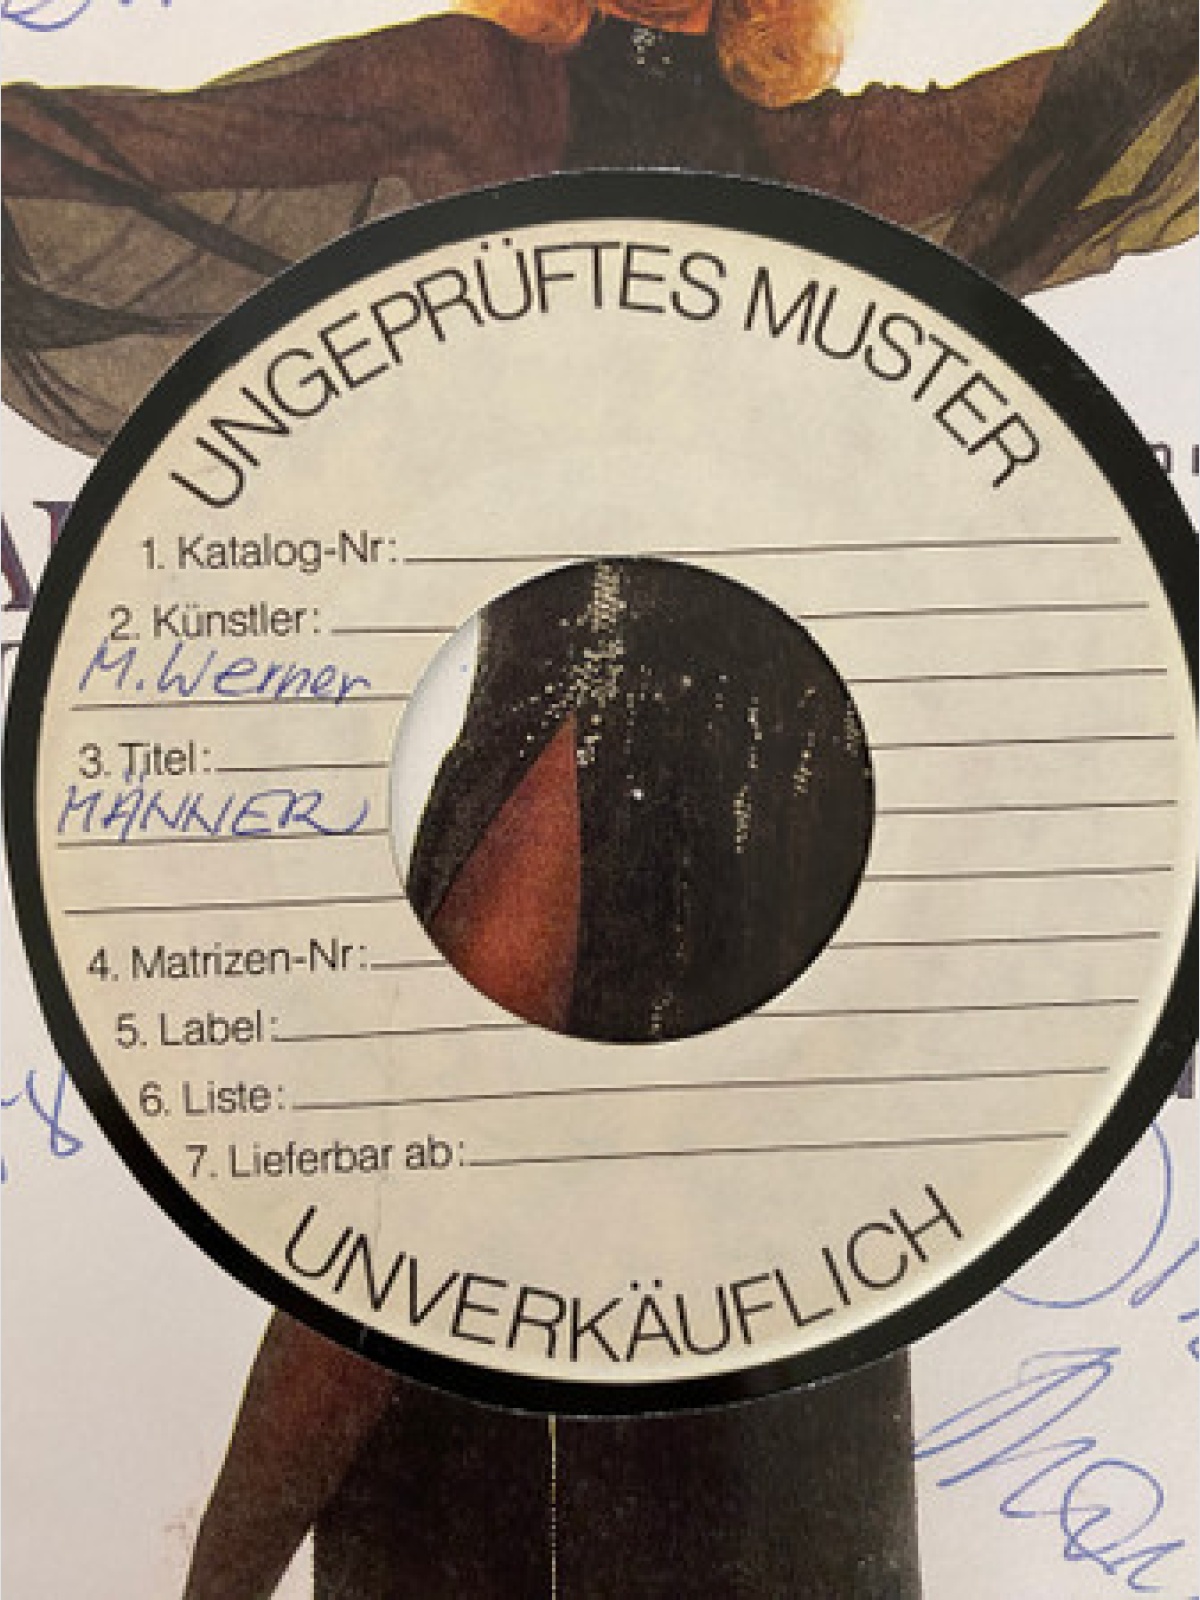 UNGEPRÜFTES MUSTER
1. Katalog-Nr:
2. Künstler:
M. Werner
3. Titel:
MÄNNER
4. Matrizen-Nr:
5. Label:
6. Liste:
7. Lieferbar ab:
UNVERKÄUFLICH